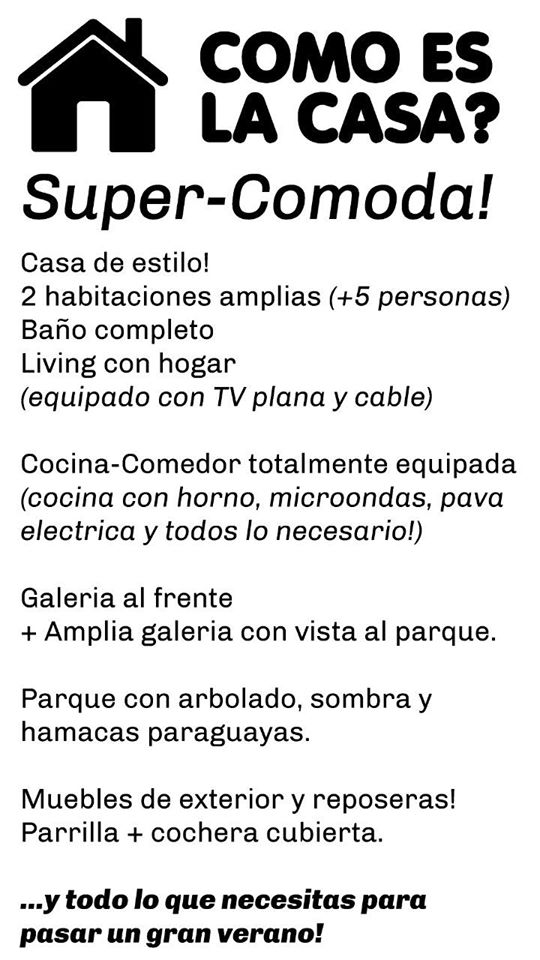 COMO ES
LA CASA?
Super-Comoda!
Casa de estilo!
2 habitaciones amplias (+5 personas)
Baño completo
Living con hogar
(equipado con TV plana y cable)
Cocina-Comedor totalmente equipada
(cocina con horno, microondas, pava
electrica y todos lo necesario!)
Galeria al frente
+ Amplia galeria con vista al parque.
Parque con arbolado, sombra y
hamacas paraguayas.
Muebles de exterior y reposeras!
Parrilla + cochera cubierta.
...y todo lo que necesitas para
pasar un gran verano!